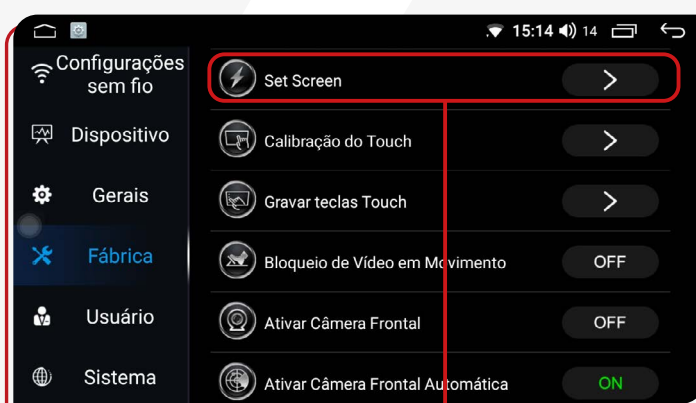 15:14 14
Configurações
sem fio
Dispositivo
Gerais
Fábrica
Usuário
Sistema
Set Screen
Calibração do Touch
Gravar teclas Touch
Bloqueio de Vídeo em Movimento OFF
Ativar Câmera Frontal OFF
Ativar Câmera Frontal Automática ON